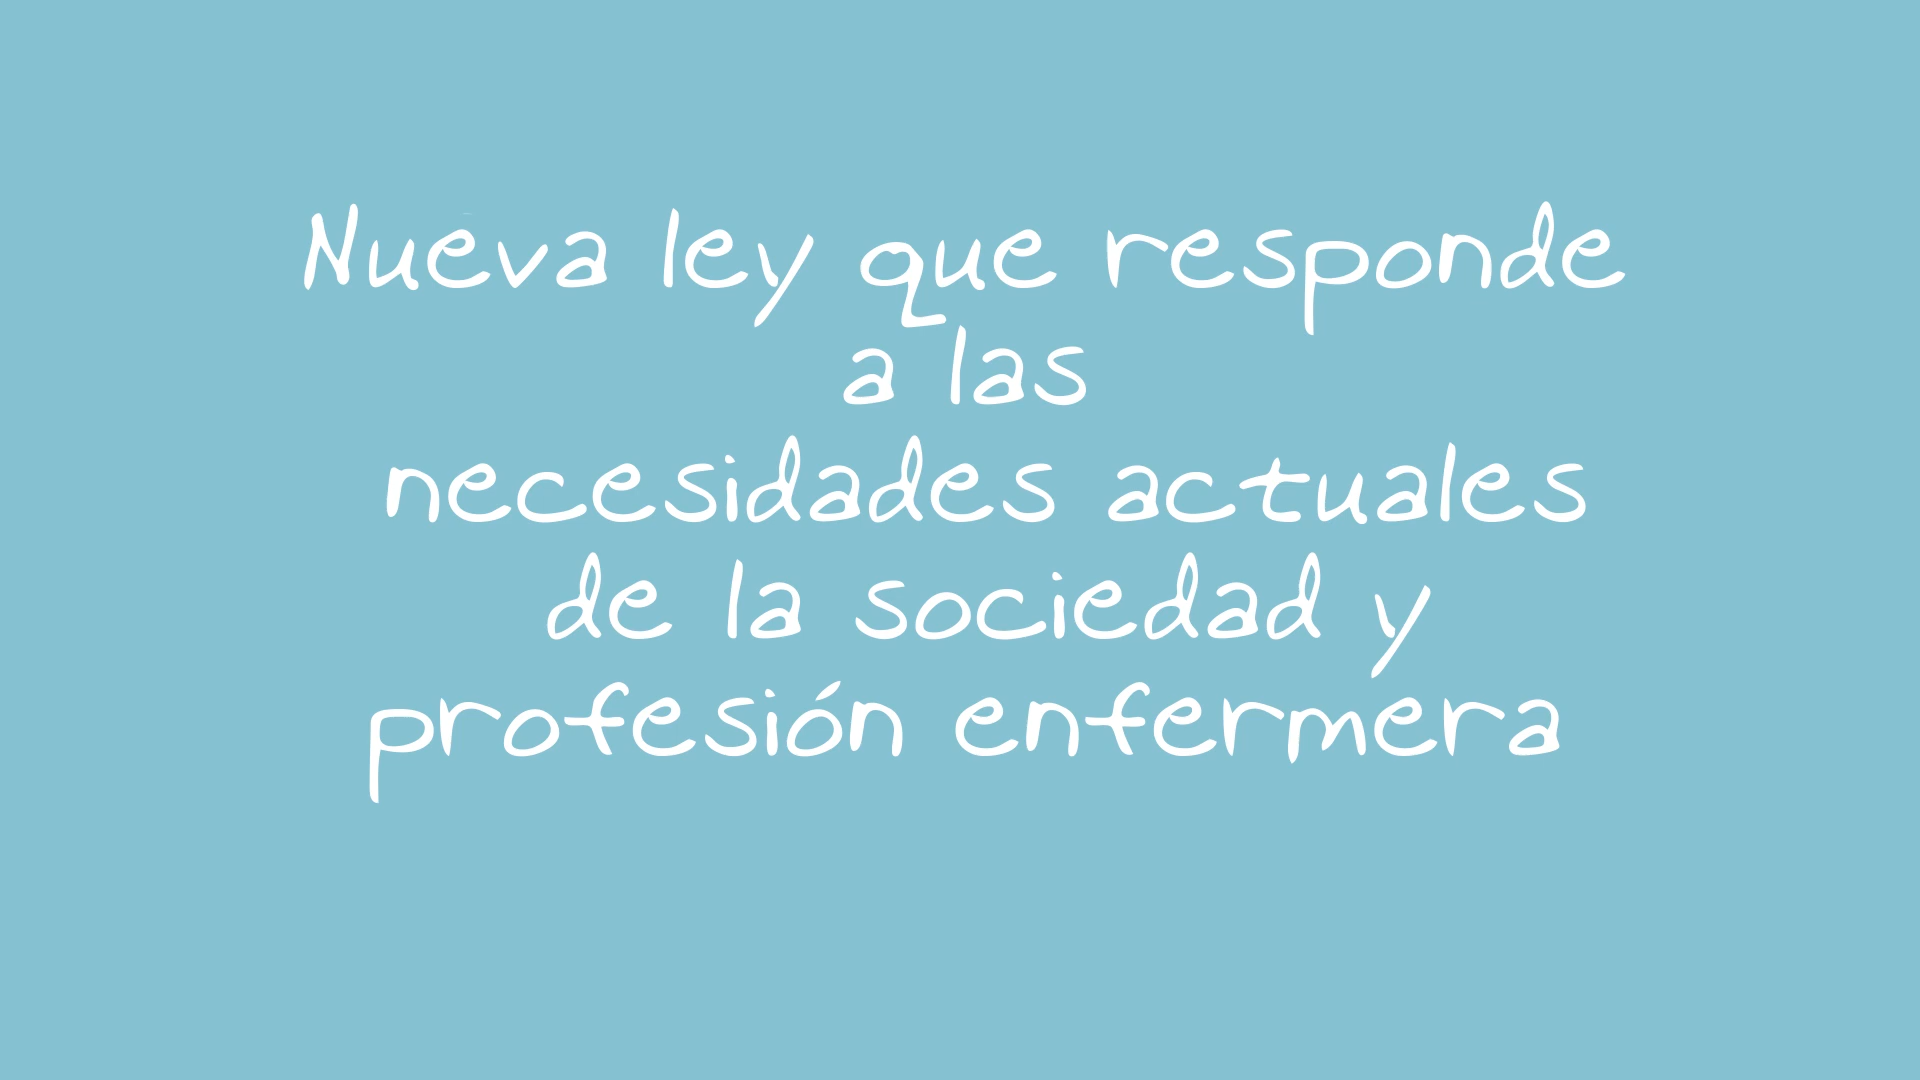 Nueva ley que responde
a las
necesidades actuales
de la sociedad y
profesión enfermera